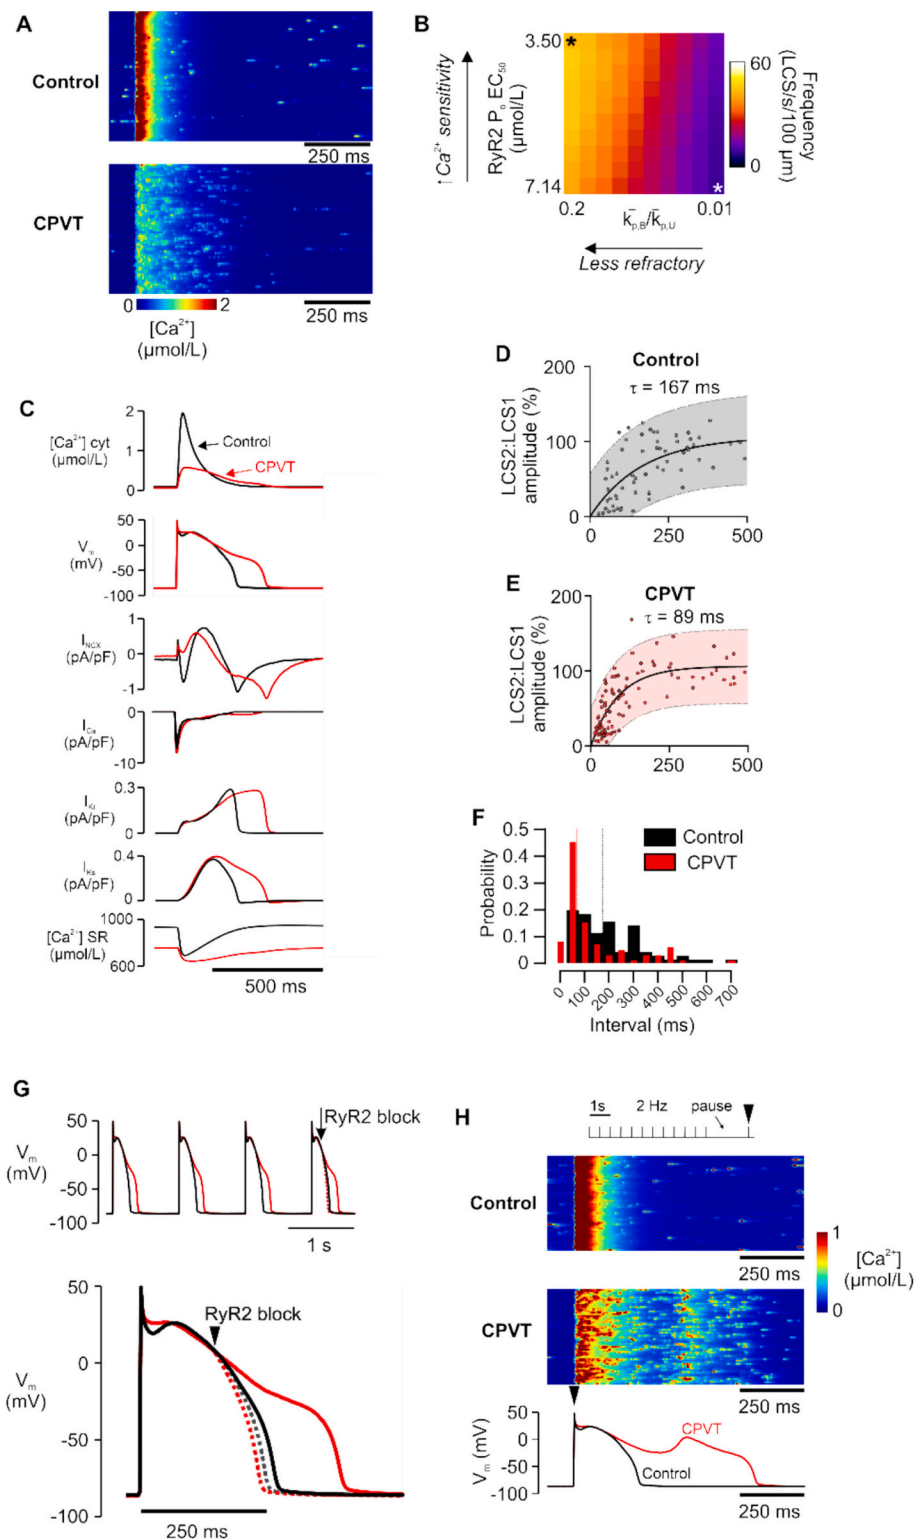 A
Control
250 ms
CPVT
0 2
250 ms
[Ca²⁺]
(µmol/L)
B
↑ Ca²⁺ sensitivity
RyR2 Pₒ EC₅₀
(µmol/L)
3.50
*
7.14
*
0.2
0.01
k̄p,B/k̄p,U
Less refractory
60
0
Frequency
(LCS/s/100 µm)
C
[Ca²⁺] cyt
(µmol/L)
2
1
0
Control
CPVT
Vm
(mV)
50
0
-50
-100
I_NCX
(pA/pF)
1
0
-1
I_Ca
(pA/pF)
0
-10
I_Kr
(pA/pF)
0.3
0
I_Ks
(pA/pF)
0.4
0
[Ca²⁺] SR
(µmol/L)
1000
600
500 ms
D
Control
τ = 167 ms
LCS2:LCS1
amplitude (%)
200
100
0
0 250 500
E
CPVT
τ = 89 ms
LCS2:LCS1
amplitude (%)
200
100
0
0 250 500
F
Control
CPVT
Probability
0.5
0.4
0.3
0.2
0.1
0
0 100 200 300 400 500 600 700
Interval (ms)
G
RyR2 block
Vm
(mV)
50
0
-50
-100
1 s
RyR2 block
Vm
(mV)
50
0
-50
-100
250 ms
H
1s 2 Hz pause
Control
250 ms
CPVT
250 ms
1
0
[Ca²⁺]
(µmol/L)
Vm (mV)
50
0
-50
-100
CPVT
Control
250 ms